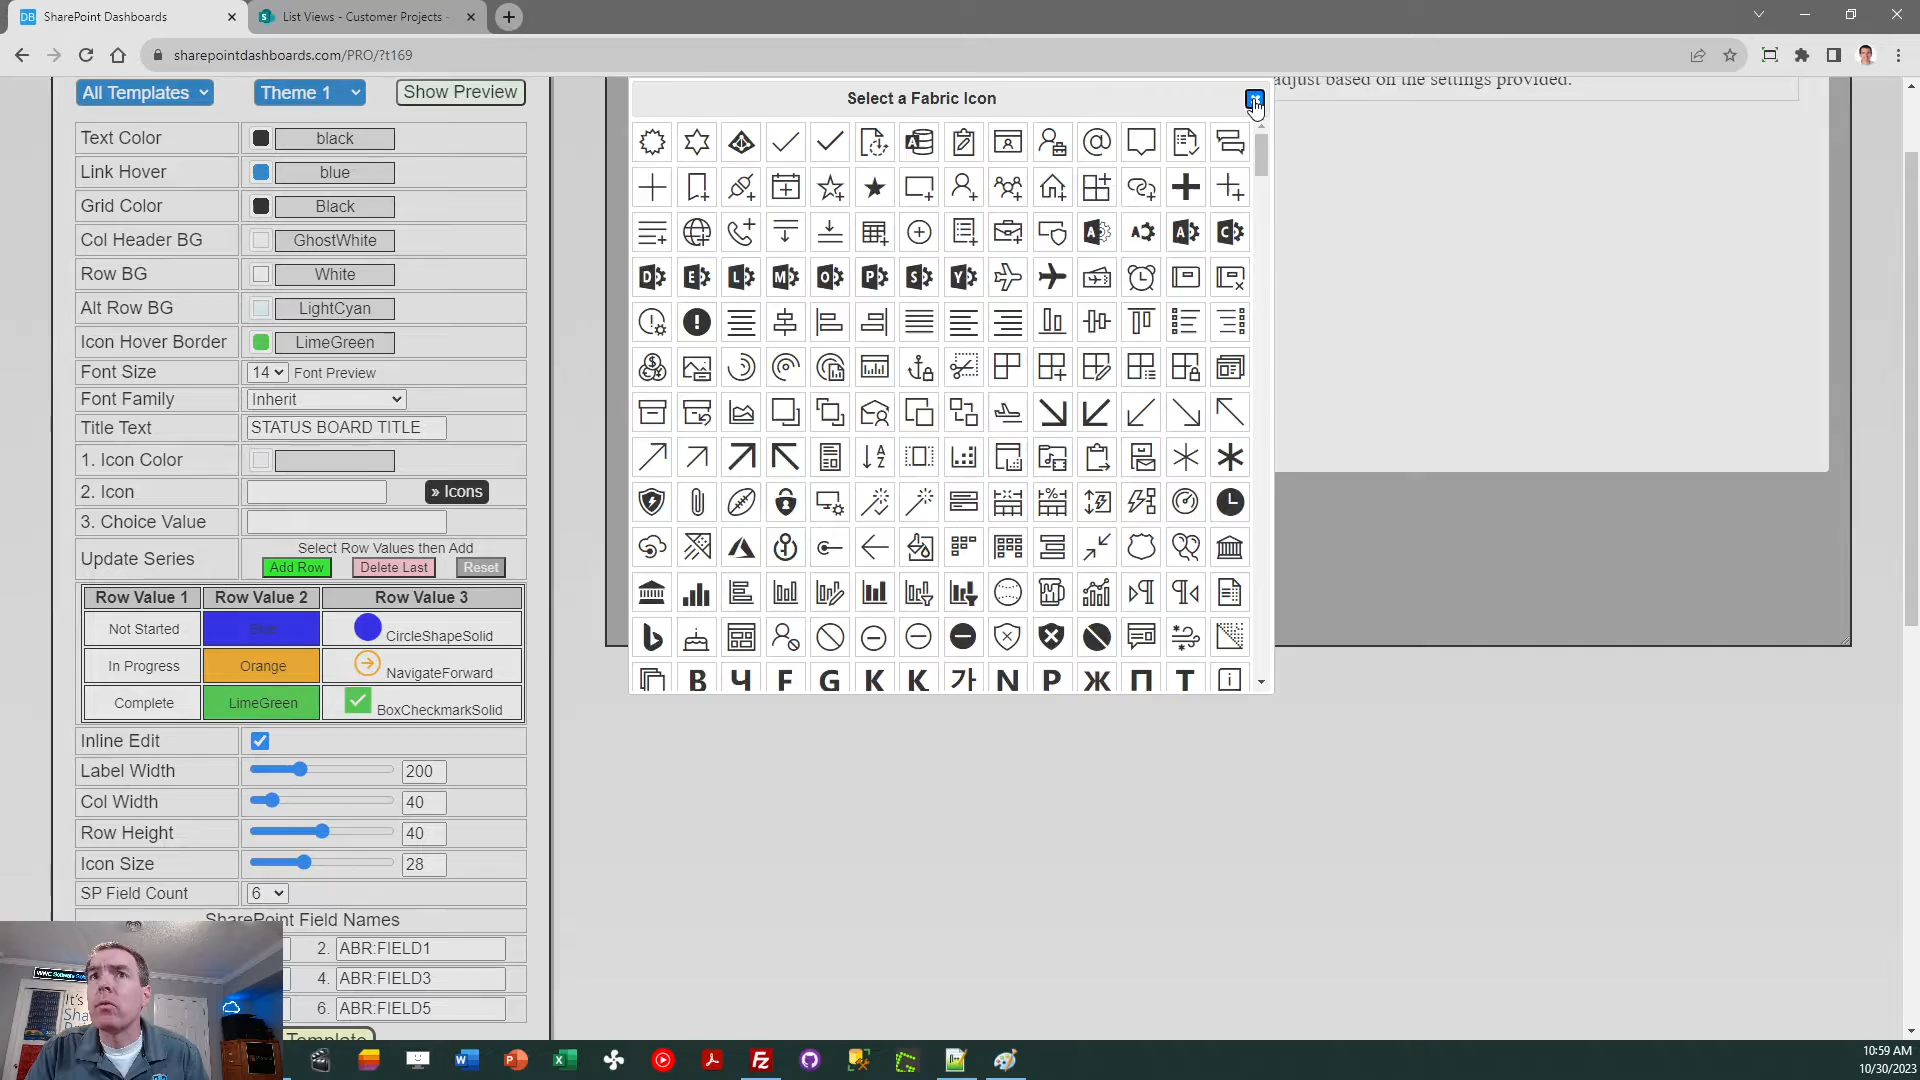 SharePoint Dashboards
List Views - Customer Projects -
sharepointdashboards.com/PRO/?t169
All Templates
Theme 1
Show Preview
Select a Fabric Icon
adjust based on the settings provided.
Text Color
black
Link Hover
blue
Grid Color
Black
Col Header BG
GhostWhite
Row BG
White
Alt Row BG
LightCyan
Icon Hover Border
LimeGreen
Font Size
14
Font Preview
Font Family
Inherit
Title Text
STATUS BOARD TITLE
1. Icon Color
2. Icon
» Icons
3. Choice Value
Update Series
Select Row Values then Add
Add Row
Delete Last
Reset
Row Value 1
Row Value 2
Row Value 3
Not Started
Blue
CircleShapeSolid
In Progress
Orange
NavigateForward
Complete
LimeGreen
BoxCheckmarkSolid
Inline Edit
Label Width
200
Col Width
40
Row Height
40
Icon Size
28
SP Field Count
6
SharePoint Field Names
2. ABR:FIELD1
4. ABR:FIELD3
6. ABR:FIELD5
Template
10:59 AM
10/30/2023